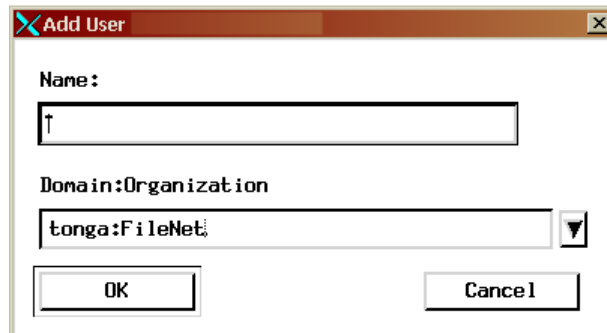 Add User
Name:
Domain:Organization
tonga:FileNet
OK
Cancel